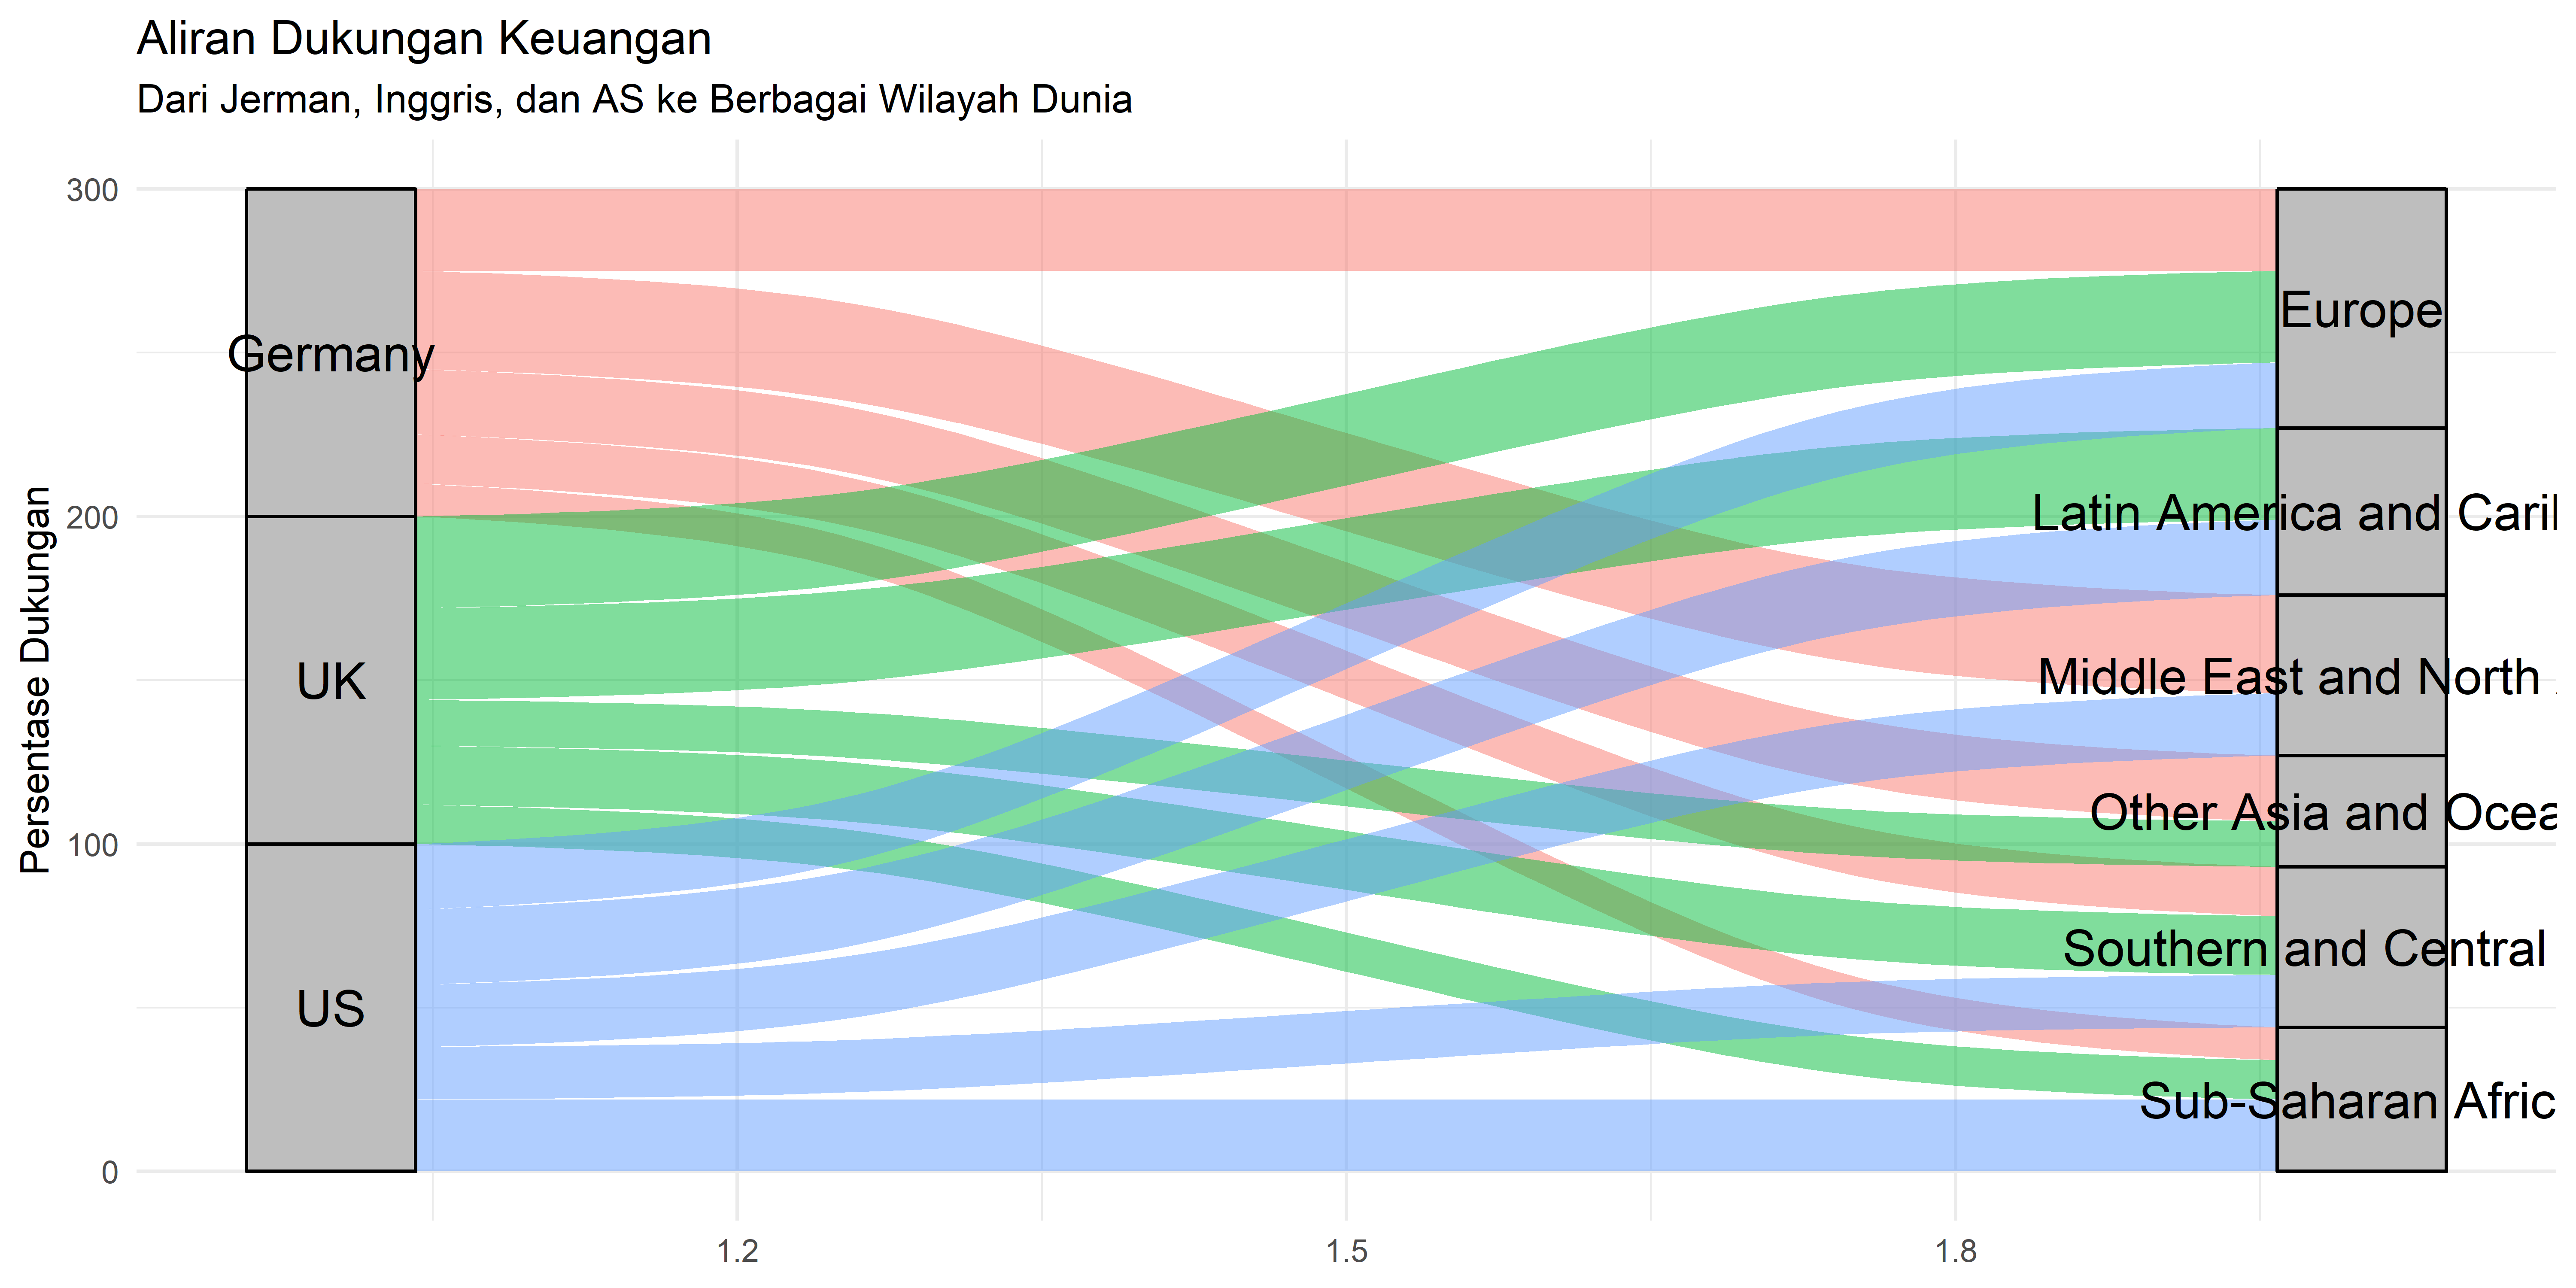 Aliran Dukungan Keuangan
Dari Jerman, Inggris, dan AS ke Berbagai Wilayah Dunia
Persentase Dukungan
300
200
100
0
Germany
UK
US
Europe
Latin America and Cari
Middle East and North
Other Asia and Ocea
Southern and Central
Sub-Saharan Afric
1.2
1.5
1.8